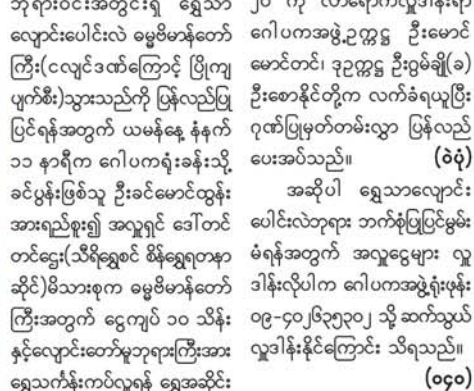 ဘုရားဝင်းအတွင်းရှိ ရွှေသာ
လျောင်းပေါင်းလဲ ဓမ္မဗိမာန်တော်
ကြီး(ငလျင်ဒဏ်ကြောင့် ပြိုကျ
ပျက်စီး)သွားသည်ကို ပြန်လည်ပြု
ပြင်ရန်အတွက် ယမန်နေ့ နံနက်
၁၁ နာရီက ဂေါပကရုံးခန်းသို့
ခင်ပွန်းဖြစ်သူ ဦးခင်မောင်ထွန်း
အားရည်စူး၍ အလှူရှင် ဒေါ်တင်
တင်ဌေး(သီရိရွှေစင် စိန်ရွှေရတနာ
ဆိုင်)မိသားစုက ဓမ္မဗိမာန်တော်
ကြီးအတွက် ငွေကျပ် ၁၀ သိန်း
နှင့်လျောင်းတော်မူဘုရားကြီးအား
ရွှေသင်္ကန်းကပ်လှူရန် ရွှေအဆိုင်း
၂၀ ကို လာရောက်လှူဒါန်းရာ
ဂေါပကအဖွဲ့ဥက္ကဋ္ဌ ဦးမောင်
မောင်တင်၊ ဒုဥက္ကဋ္ဌ ဦးပွမ်ချို(ခ)
ဦးစောနိုင်တို့က လက်ခံရယူပြီး
ဂုဏ်ပြုမှတ်တမ်းလွှာ ပြန်လည်
ပေးအပ်သည်။ (ဝဲပုံ)
အဆိုပါ ရွှေသာလျောင်း
ပေါင်းလဲဘုရား ဘက်စုံပြုပြင်မွမ်း
မံရန်အတွက် အလှူငွေများ လှူ
ဒါန်းလိုပါက ဂေါပကအဖွဲ့ရုံးဖုန်း
၀၉-၄၀၂၆၃၅၃၀၂ သို့ ဆက်သွယ်
လှူဒါန်းနိုင်ကြောင်း သိရသည်။
(၀၄၀)